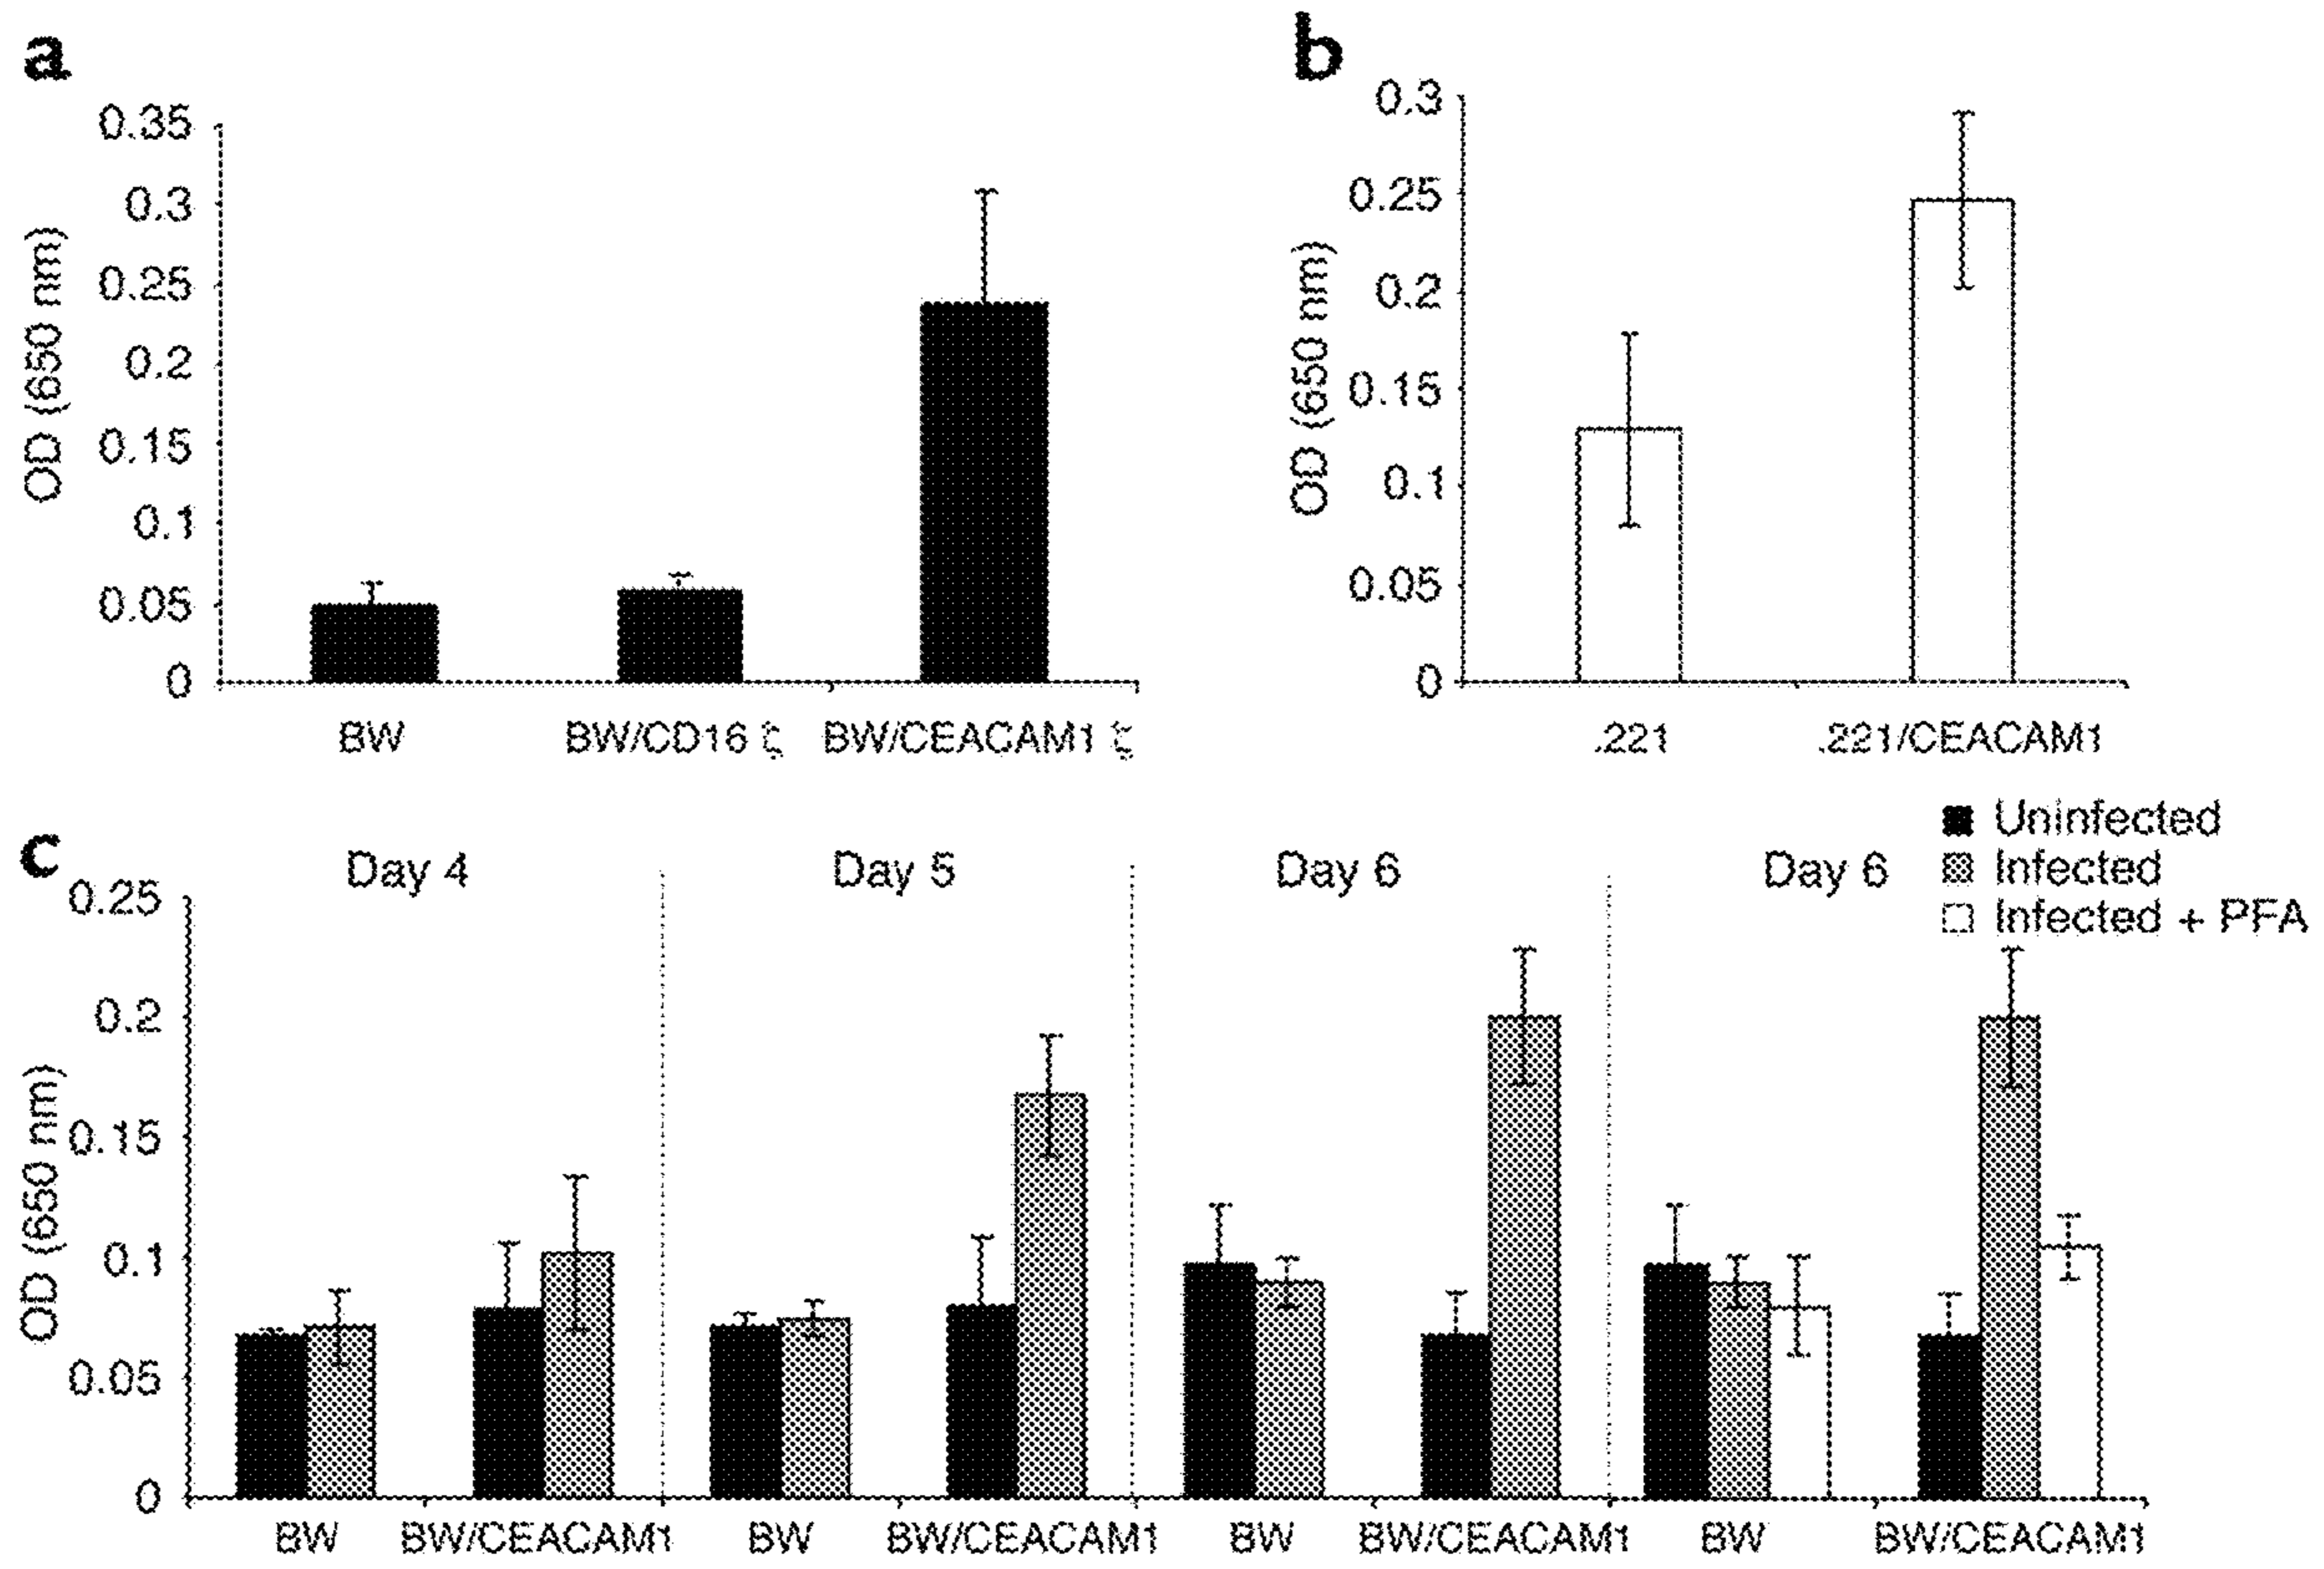 a
0.35
0.3
0.25
0.2
0.15
0.1
0.05
0
OD (650 nm)
BW BW/CD16 ζ BW/CEACAM1 ζ
b
0.3
0.25
0.2
0.15
0.1
0.05
0
OD (650 nm)
.221 .221/CEACAM1
c
Uninfected
Infected
Infected + PFA
Day 4 Day 5 Day 6 Day 6
0.25
0.2
0.15
0.1
0.05
0
OD (650 nm)
BW BW/CEACAM1 BW BW/CEACAM1 BW BW/CEACAM1 BW BW/CEACAM1